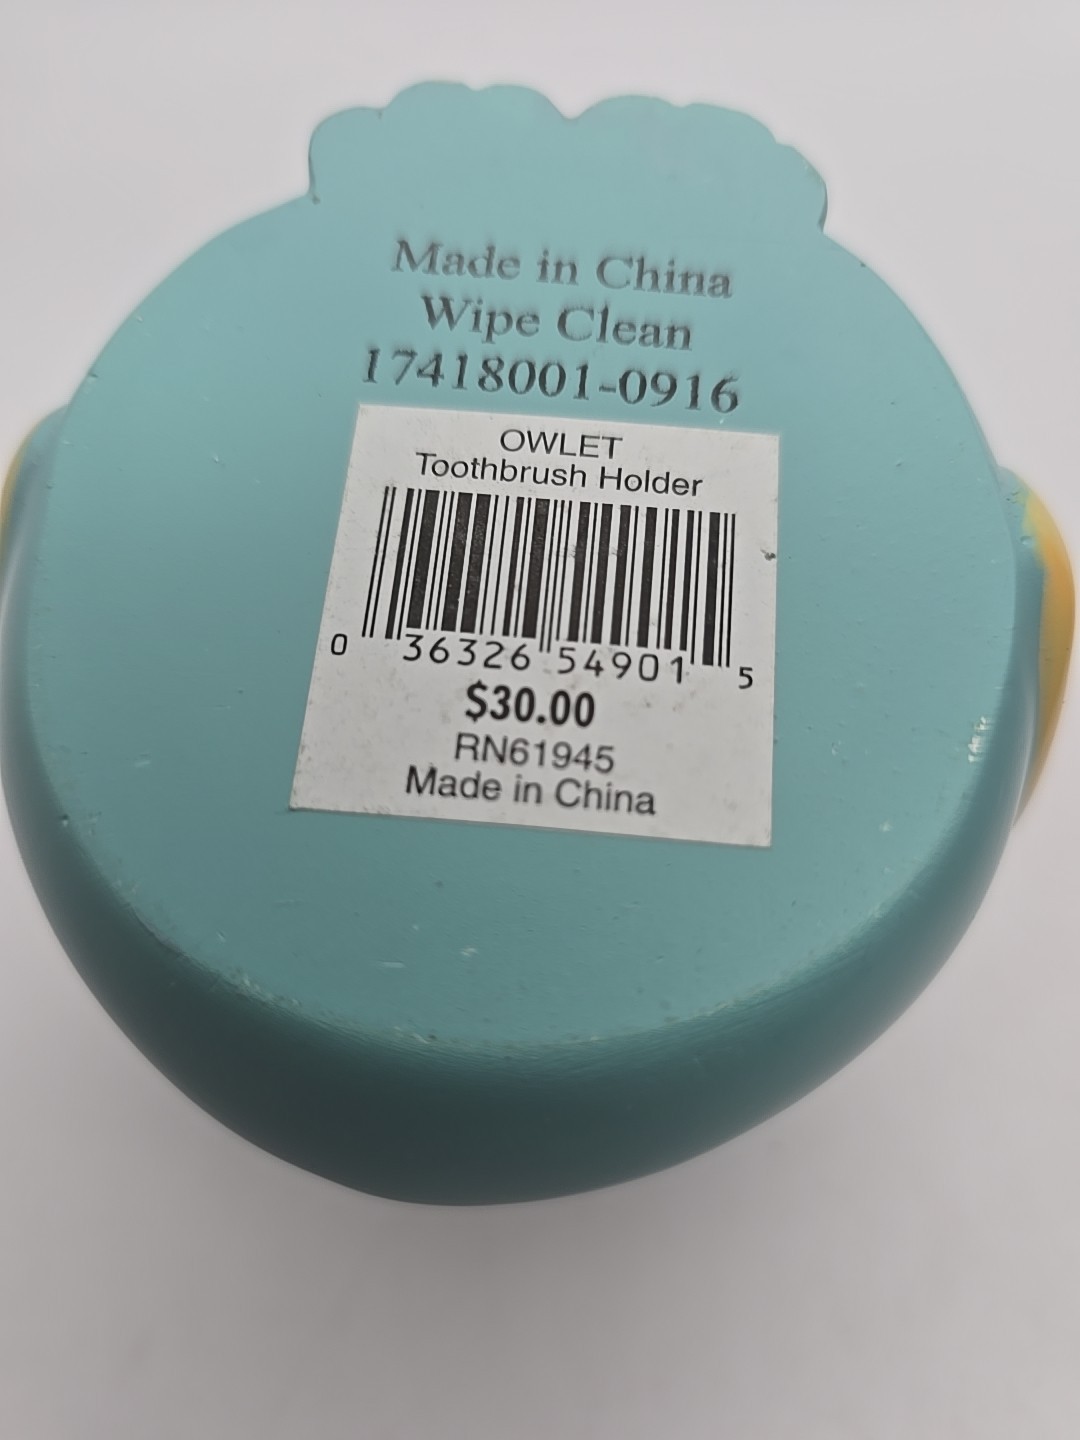 Made in China
Wipe Clean
17418001-0916
OWLET
Toothbrush Holder
0 36326 54901 5
$30.00
RN61945
Made in China